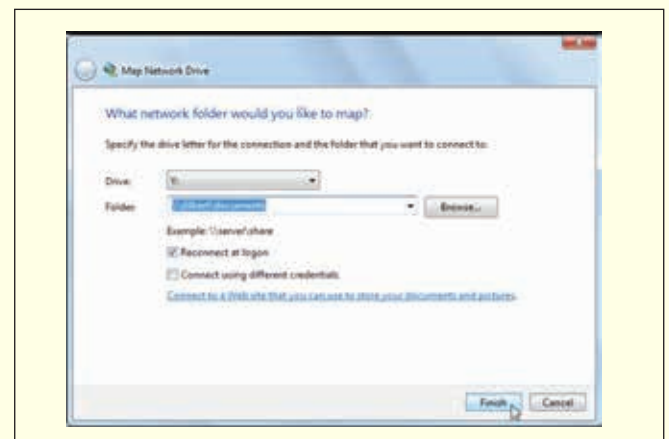 Map Network Drive
What network folder would you like to map?
Specify the drive letter for the connection and the folder that you want to connect to:
Drive:
Folder:
Browse...
Example: \\server\share
Reconnect at logon
Connect using different credentials
Connect to a Web site that you can use to store your documents and pictures.
Finish
Cancel